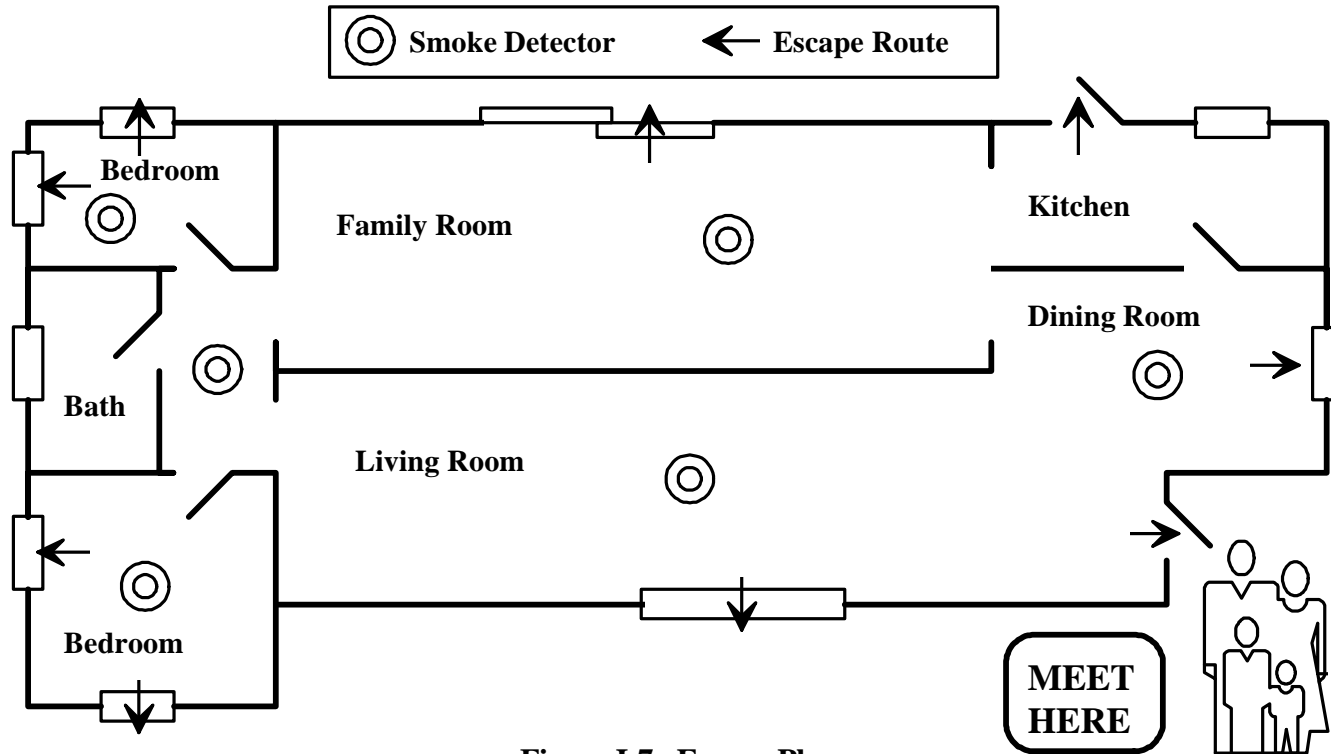 Smoke Detector
Escape Route
Bedroom
Family Room
Kitchen
Dining Room
Bath
Living Room
Bedroom
MEET
HERE